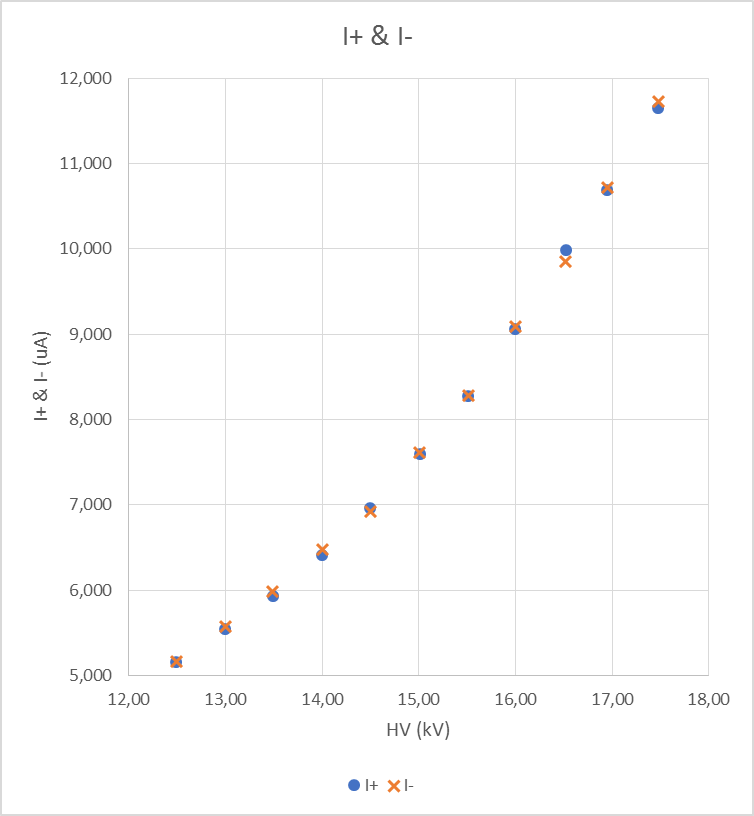 I+ & I-
12,000
11,000
10,000
9,000
8,000
7,000
6,000
5,000
I+ & I- (uA)
12,00 13,00 14,00 15,00 16,00 17,00 18,00
HV (kV)
I+ I-